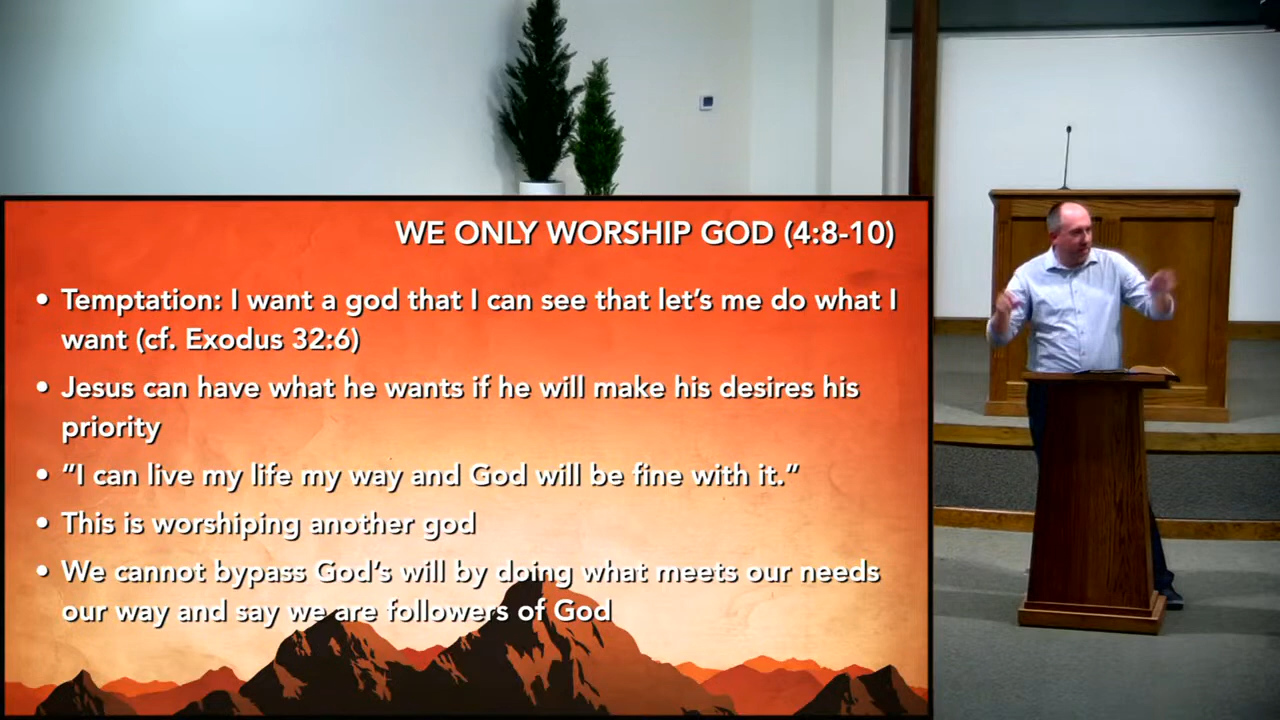 WE ONLY WORSHIP GOD (4:8-10)
• Temptation: I want a god that I can see that let’s me do what I
want (cf. Exodus 32:6)
• Jesus can have what he wants if he will make his desires his
priority
• “I can live my life my way and God will be fine with it.”
• This is worshiping another god
• We cannot bypass God’s will by doing what meets our needs
our way and say we are followers of God